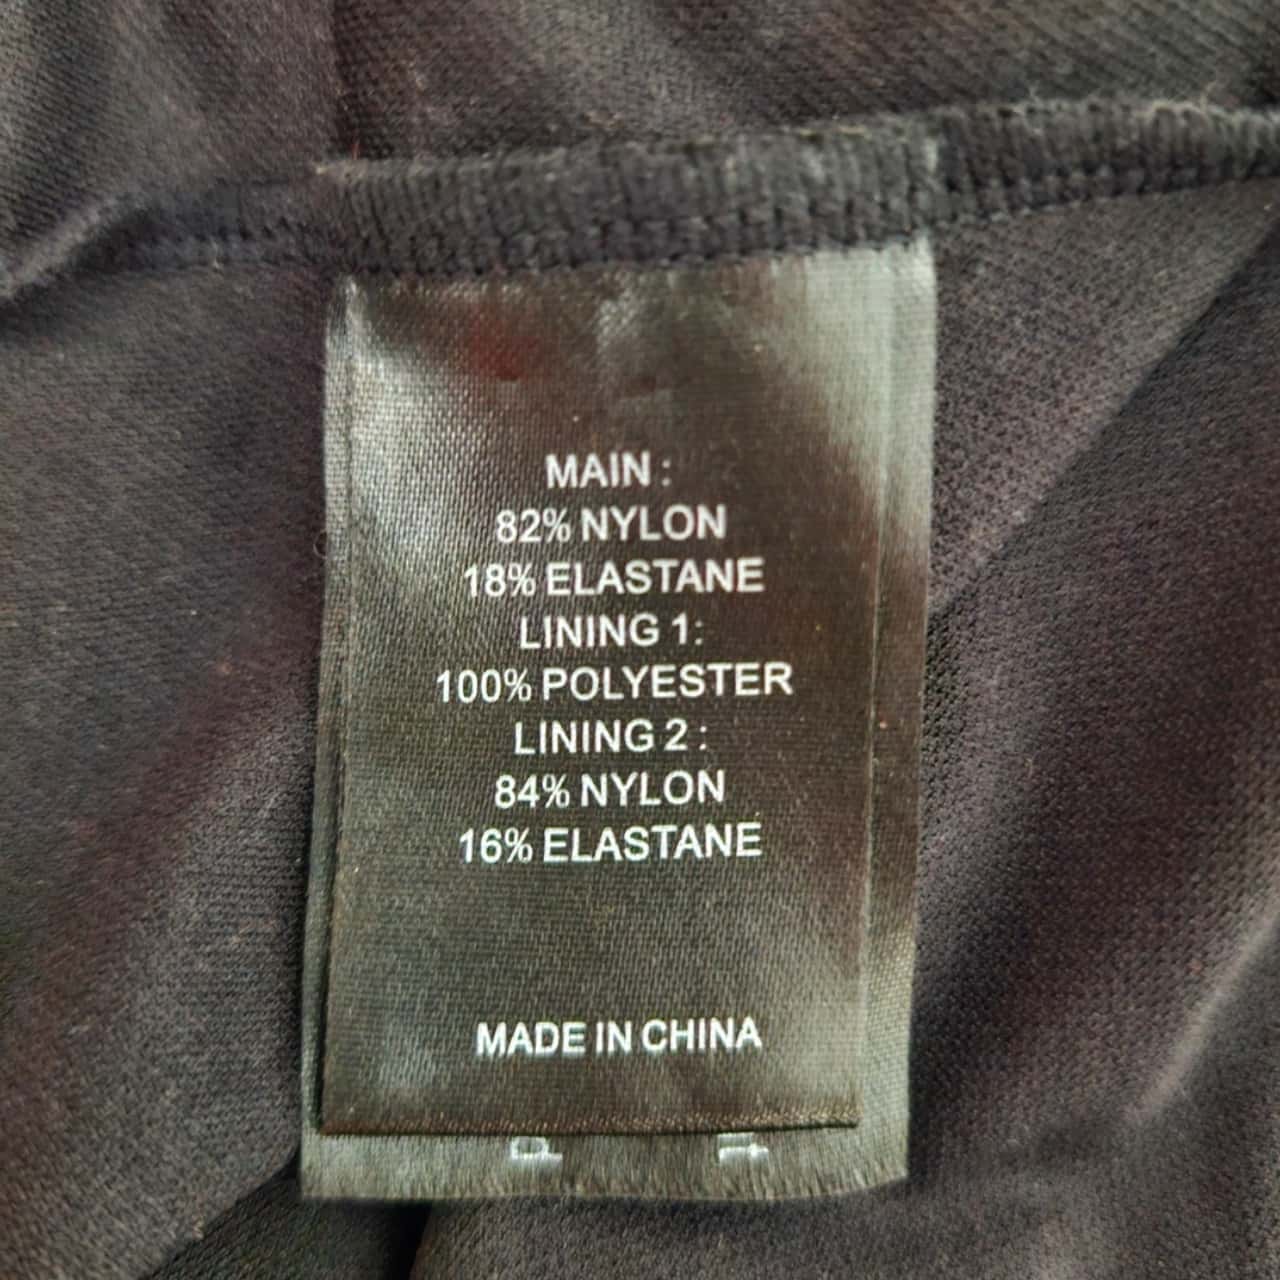 MAIN :
82% NYLON
18% ELASTANE
LINING 1:
100% POLYESTER
LINING 2 :
84% NYLON
16% ELASTANE
MADE IN CHINA